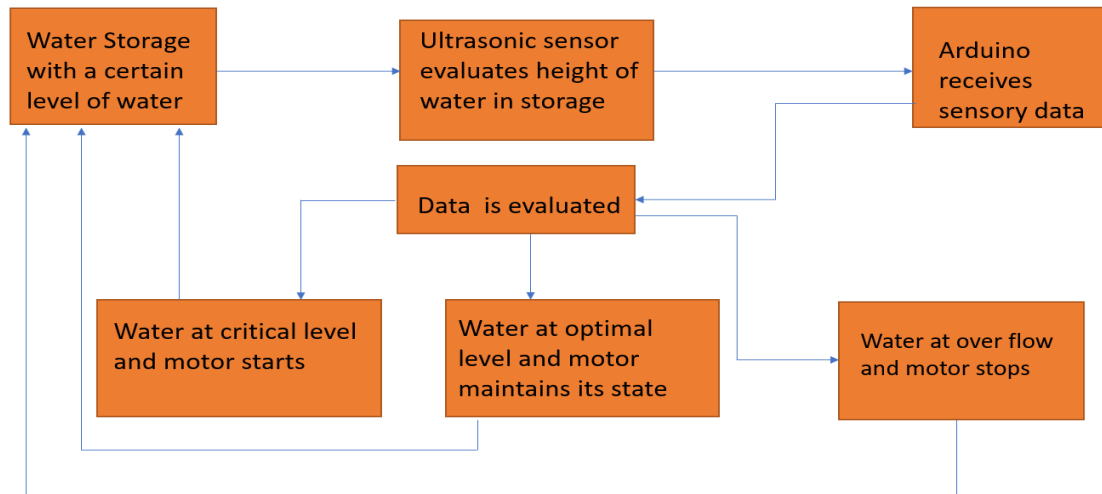 Water Storage
with a certain
level of water
Ultrasonic sensor
evaluates height of
water in storage
Arduino
receives
sensory data
Data is evaluated
Water at critical level
and motor starts
Water at optimal
level and motor
maintains its state
Water at over flow
and motor stops